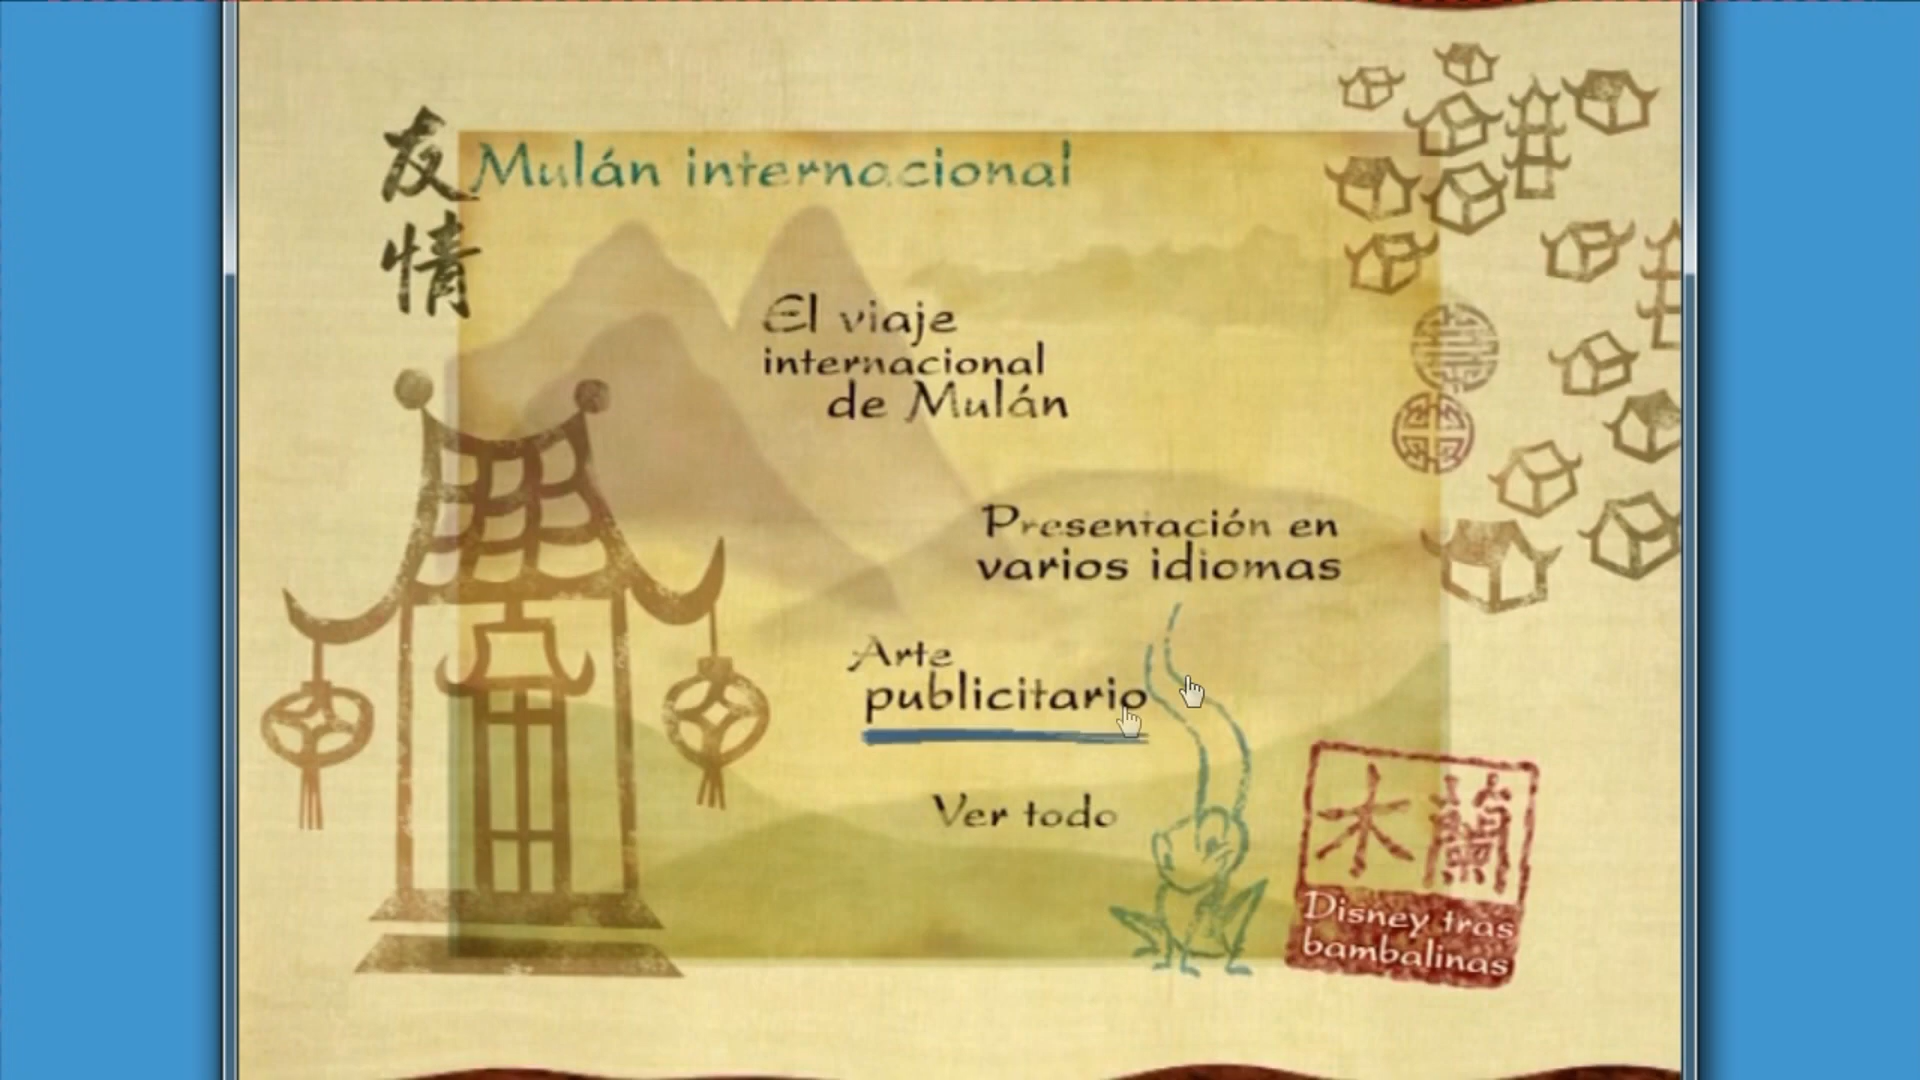 友
情
Mulán internacional
El viaje
internacional
de Mulán
Presentación en
varios idiomas
Arte
publicitario
Ver todo
木蘭
Disney tras
bambalinas